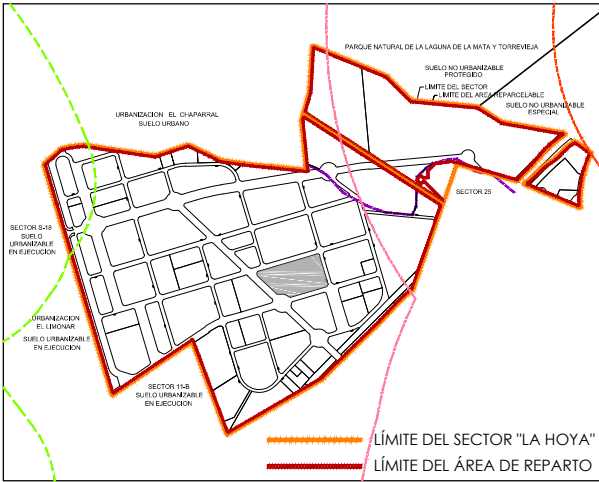 PARQUE NATURAL DE LA LAGUNA DE LA MATA Y TORREVIEJA
SUELO NO URBANIZABLE
PROTEGIDO
LIMITE DEL SECTOR
LIMITE DEL AREA REPARCELABLE
SUELO NO URBANIZABLE
ESPECIAL
URBANIZACION EL CHAPARRAL
SUELO URBANO
SECTOR 25
SECTOR S-18
SUELO
URBANIZABLE
EN EJECUCION
URBANIZACION
EL LIMONAR
SUELO URBANIZABLE
EN EJECUCION
SECTOR 11-B
SUELO URBANIZABLE
EN EJECUCION
LÍMITE DEL SECTOR "LA HOYA"
LÍMITE DEL ÁREA DE REPARTO